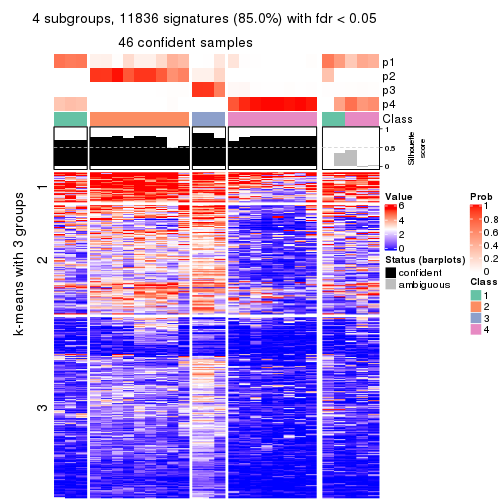 4 subgroups, 11836 signatures (85.0%) with fdr < 0.05
46 confident samples
p1
p2
p3
p4
Class
1
0.5
0
Silhouette
score
k-means with 3 groups
1
2
3
Value
6
4
2
0
Status (barplots)
confident
ambiguous
Prob
1
0.8
0.6
0.4
0.2
0
Class
1
2
3
4